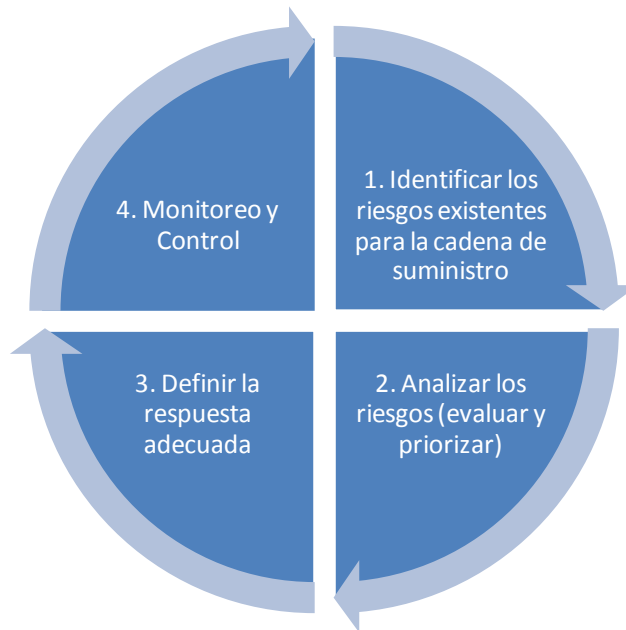 1. Identificar los
riesgos existentes
para la cadena de
suministro
2. Analizar los
riesgos (evaluar y
priorizar)
3. Definir la
respuesta
adecuada
4. Monitoreo y
Control